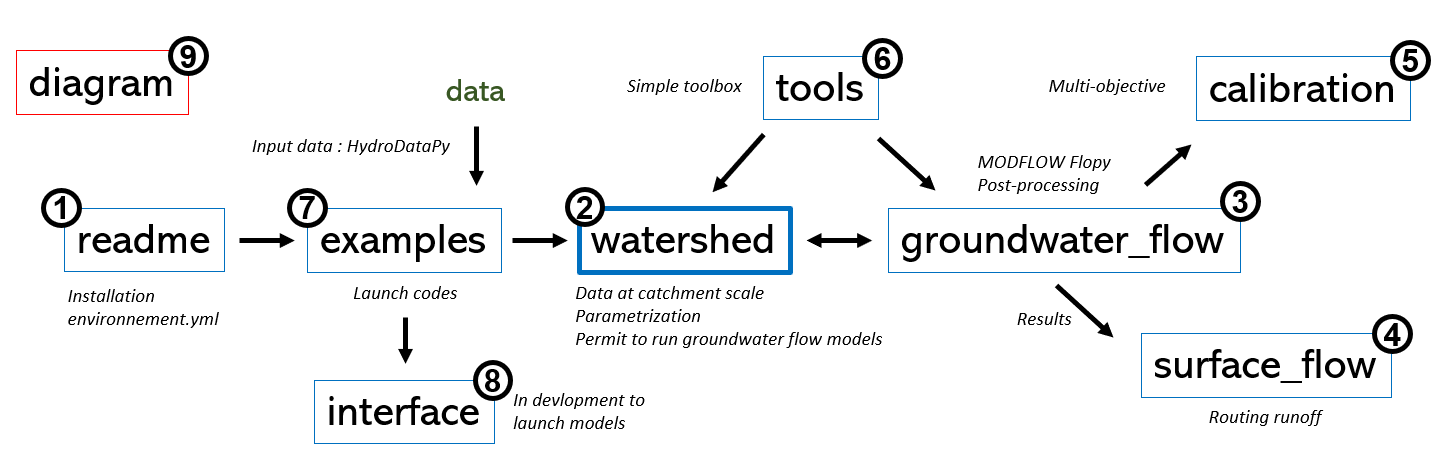 9
diagram
data
Input data : HydroDataPy
Simple toolbox
6
tools
Multi-objective
5
calibration
MODFLOW Flopy
Post-processing
1
readme
Installation
environnement.yml
7
examples
Launch codes
2
watershed
Data at catchment scale
Parametrization
Permit to run groundwater flow models
3
groundwater_flow
Results
4
surface_flow
Routing runoff
8
interface
In devlopment to
launch models